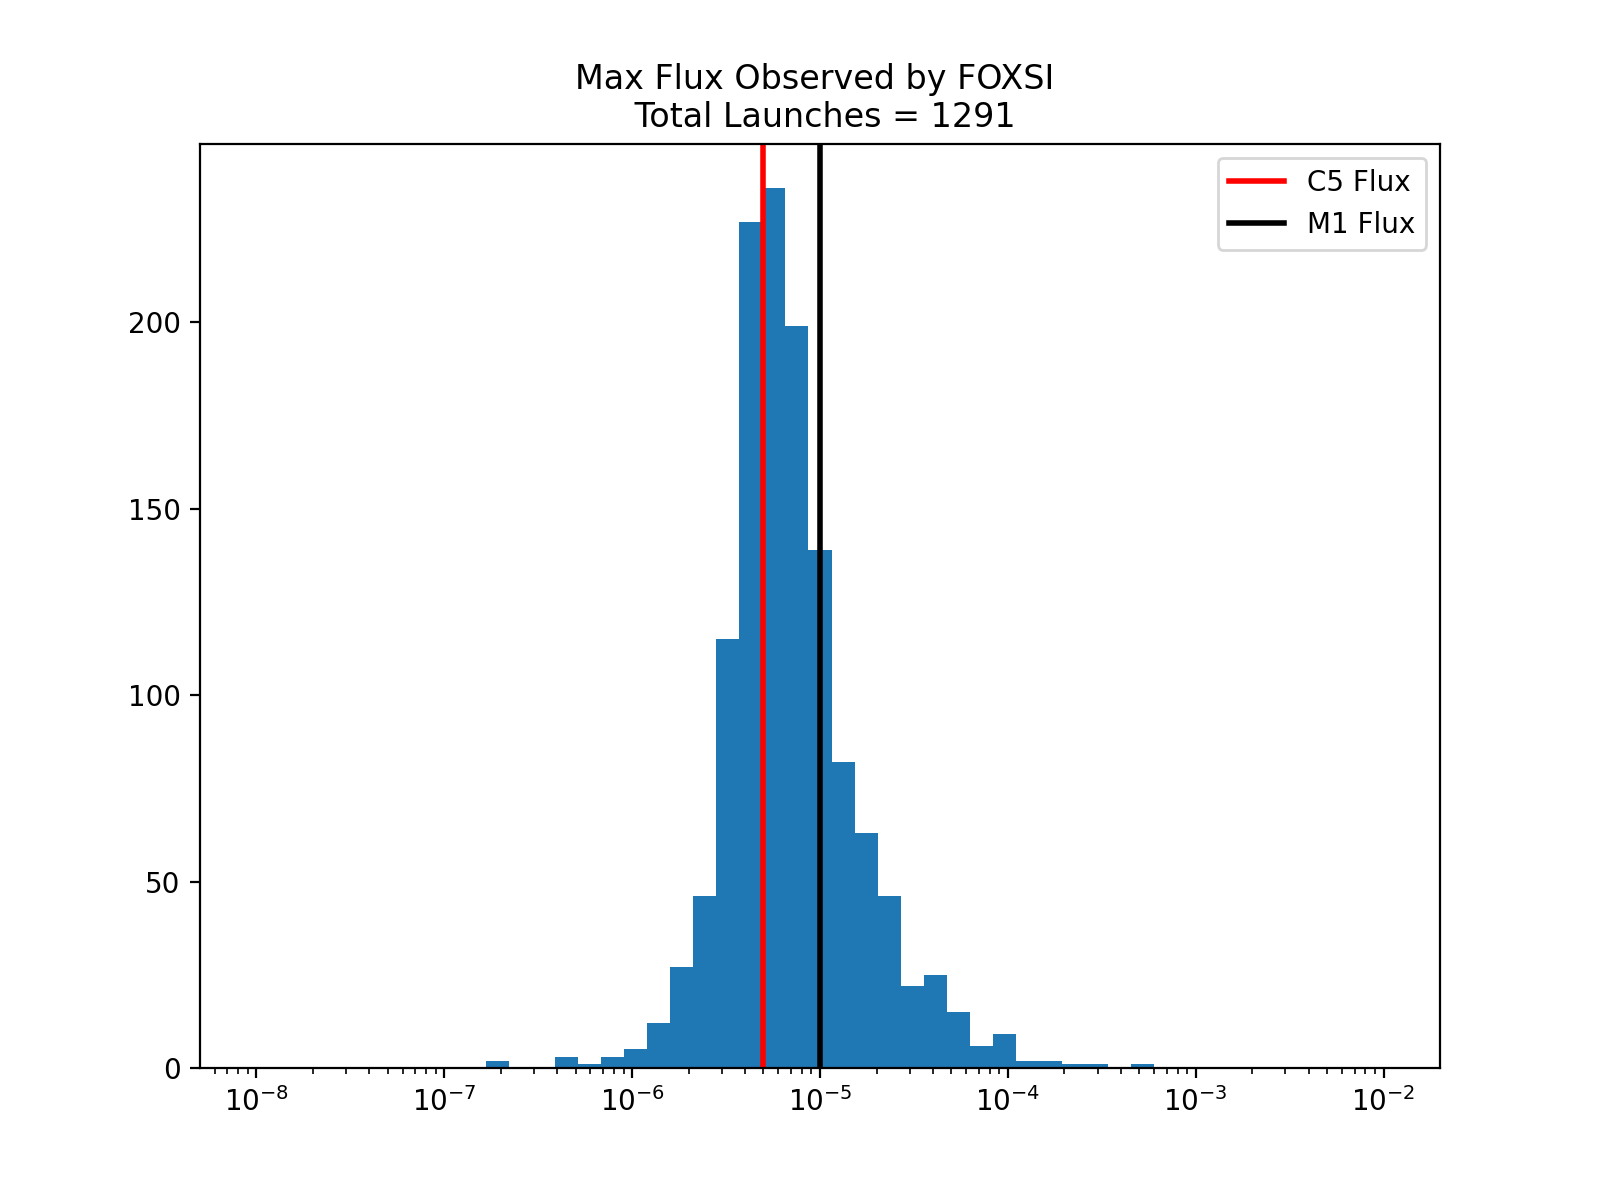 Max Flux Observed by FOXSI
Total Launches = 1291
C5 Flux
M1 Flux
200
150
100
50
0
10⁻⁸ 10⁻⁷ 10⁻⁶ 10⁻⁵ 10⁻⁴ 10⁻³ 10⁻²